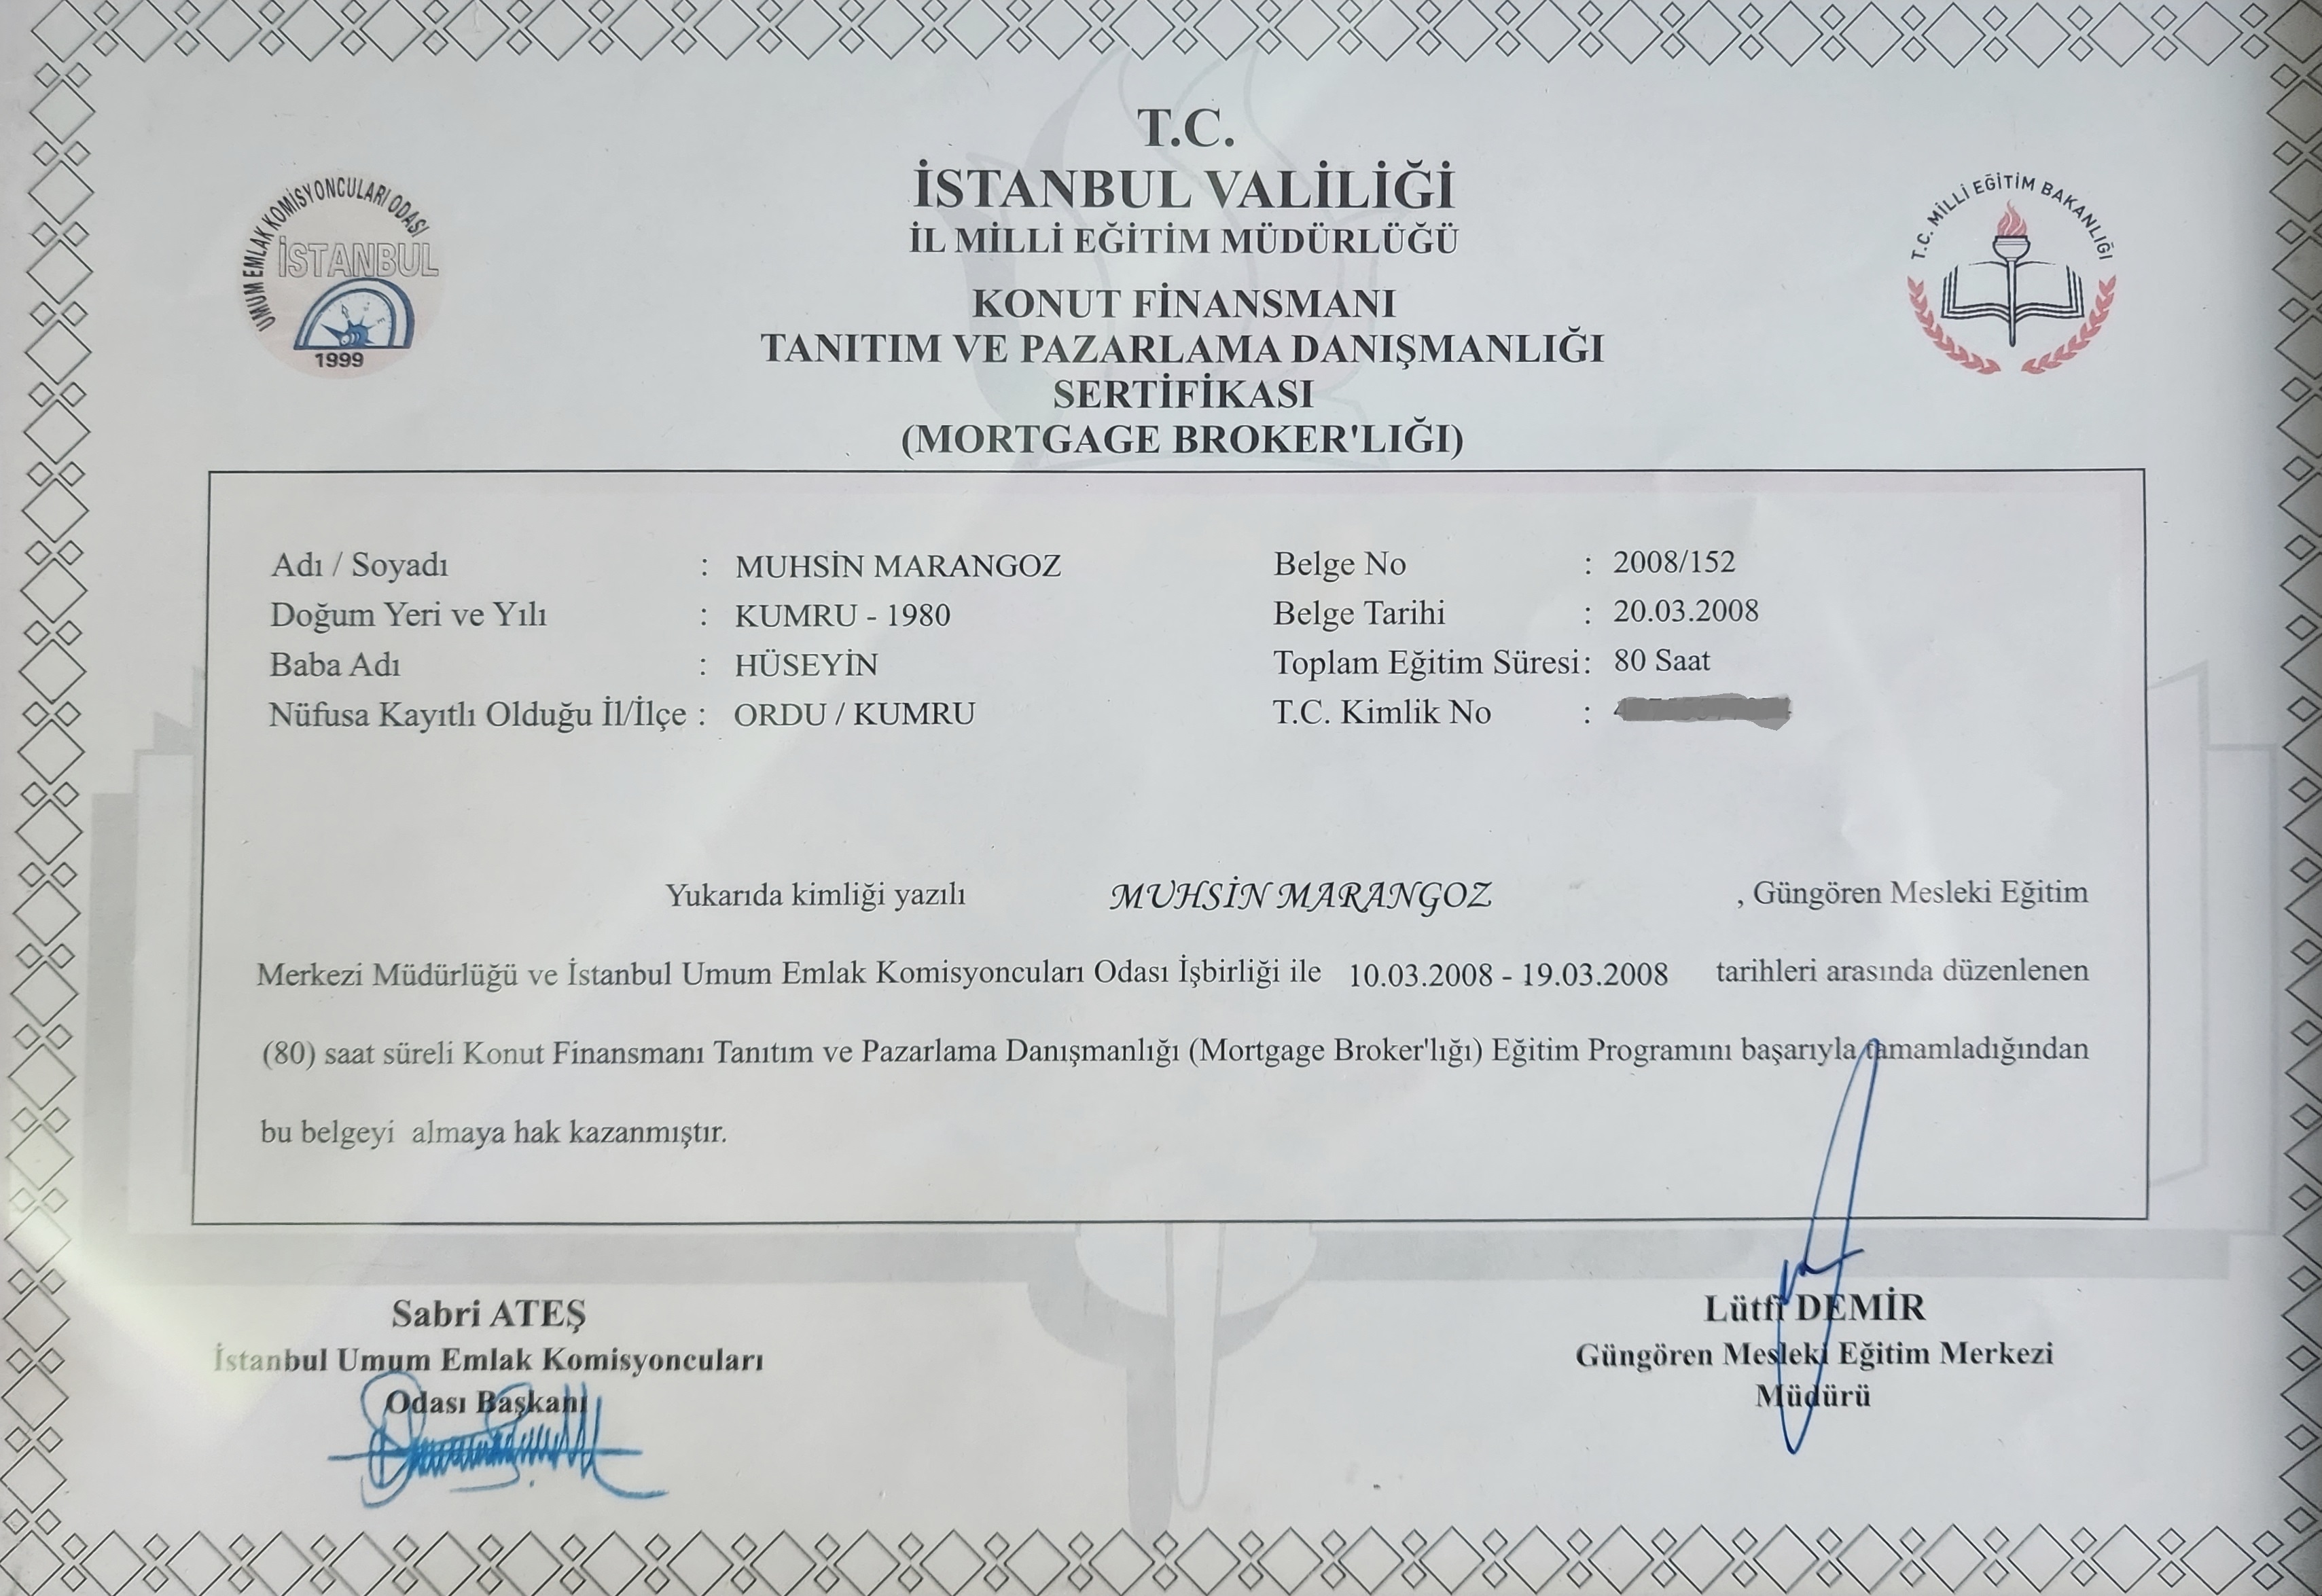 T.C.
İSTANBUL VALİLİĞİ
İL MİLLİ EĞİTİM MÜDÜRLÜĞÜ
KONUT FİNANSMANI
TANITIM VE PAZARLAMA DANIŞMANLIĞI
SERTİFİKASI
(MORTGAGE BROKER'LIĞI)
UMUM EMLAK KOMİSYONCULARI ODASI
İSTANBUL
1999
T.C. MİLLİ EĞİTİM BAKANLIĞI
Adı / Soyadı : MUHSİN MARANGOZ
Doğum Yeri ve Yılı : KUMRU - 1980
Baba Adı : HÜSEYİN
Nüfusa Kayıtlı Olduğu İl/İlçe : ORDU / KUMRU
Belge No : 2008/152
Belge Tarihi : 20.03.2008
Toplam Eğitim Süresi: 80 Saat
T.C. Kimlik No :
Yukarıda kimliği yazılı MUHSİN MARANGOZ , Güngören Mesleki Eğitim
Merkezi Müdürlüğü ve İstanbul Umum Emlak Komisyoncuları Odası İşbirliği ile 10.03.2008 - 19.03.2008 tarihleri arasında düzenlenen
(80) saat süreli Konut Finansmanı Tanıtım ve Pazarlama Danışmanlığı (Mortgage Broker'lığı) Eğitim Programını başarıyla tamamladığından
bu belgeyi almaya hak kazanmıştır.
Sabri ATEŞ
İstanbul Umum Emlak Komisyoncuları
Odası Başkanı
Lütfi DEMİR
Güngören Mesleki Eğitim Merkezi
Müdürü